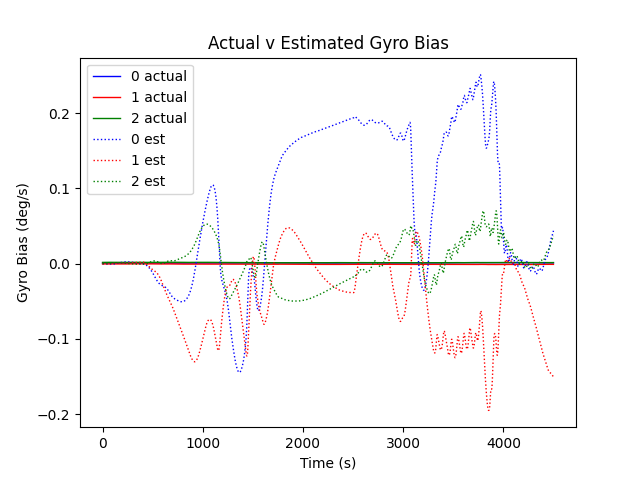 Actual v Estimated Gyro Bias
0 actual
1 actual
2 actual
0 est
1 est
2 est
Gyro Bias (deg/s)
0.2
0.1
0.0
−0.1
−0.2
0 1000 2000 3000 4000
Time (s)